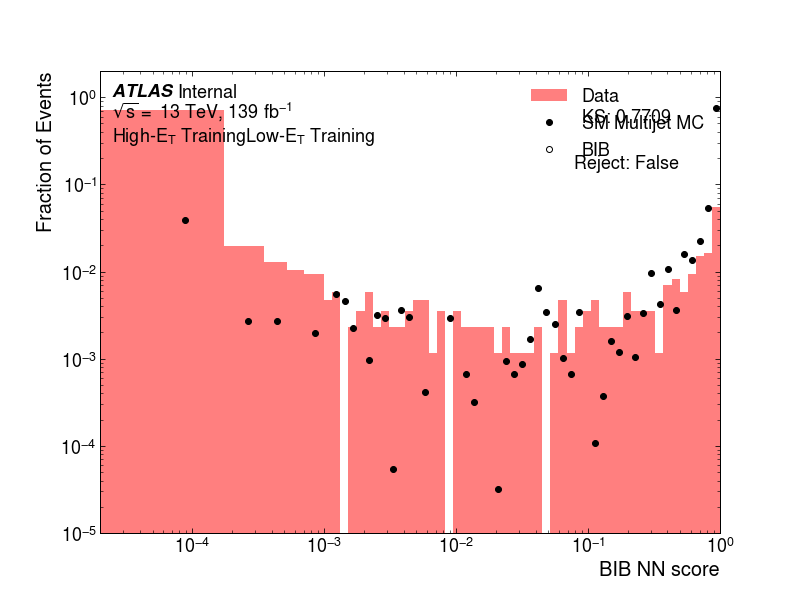 ATLAS Internal
√s = 13 TeV, 139 fb⁻¹
High-E_T TrainingLow-E_T Training
Data
KS: 0.7709
SM Multijet MC
BIB
Reject: False
Fraction of Events
10⁰
10⁻¹
10⁻²
10⁻³
10⁻⁴
10⁻⁵
10⁻⁴ 10⁻³ 10⁻² 10⁻¹ 10⁰
BIB NN score